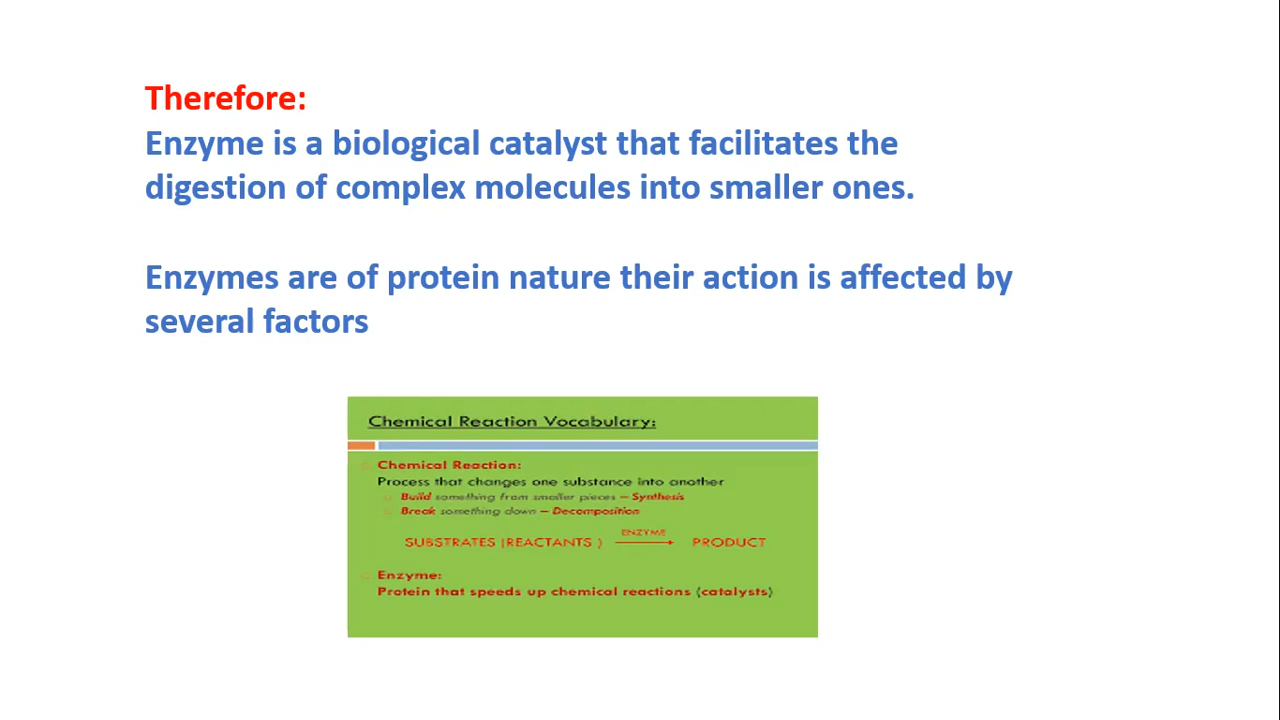 Therefore:
Enzyme is a biological catalyst that facilitates the
digestion of complex molecules into smaller ones.
Enzymes are of protein nature their action is affected by
several factors
Chemical Reaction Vocabulary:
Chemical Reaction:
Process that changes one substance into another
Build something from smaller pieces – Synthesis
Break something down – Decomposition
ENZYME
SUBSTRATES (REACTANTS ) → PRODUCT
Enzyme:
Protein that speeds up chemical reactions (catalysts)